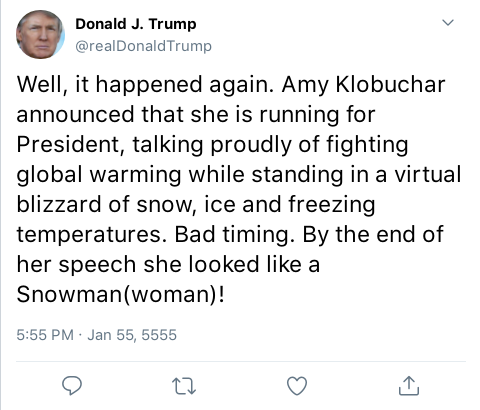 Donald J. Trump
@realDonaldTrump
Well, it happened again. Amy Klobuchar
announced that she is running for
President, talking proudly of fighting
global warming while standing in a virtual
blizzard of snow, ice and freezing
temperatures. Bad timing. By the end of
her speech she looked like a
Snowman(woman)!
5:55 PM · Jan 55, 5555